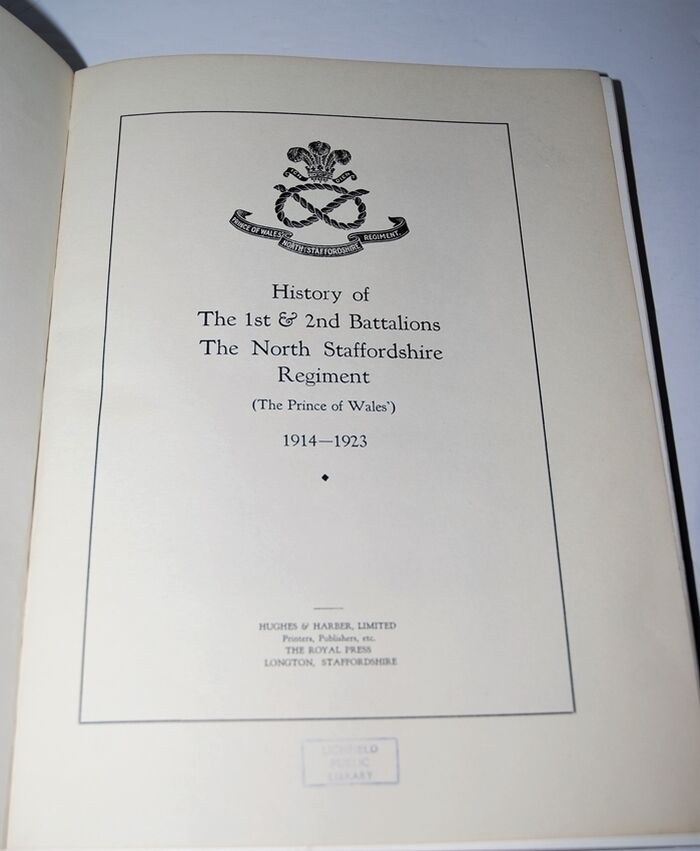 ICH DIEN
PRINCE OF WALES'S
NORTH STAFFORDSHIRE
REGIMENT.
History of
The 1st & 2nd Battalions
The North Staffordshire
Regiment
(The Prince of Wales')
1914—1923
HUGHES & HARBER, LIMITED
Printers, Publishers, etc.
THE ROYAL PRESS
LONGTON, STAFFORDSHIRE
LICHFIELD
PUBLIC
LIBRARY